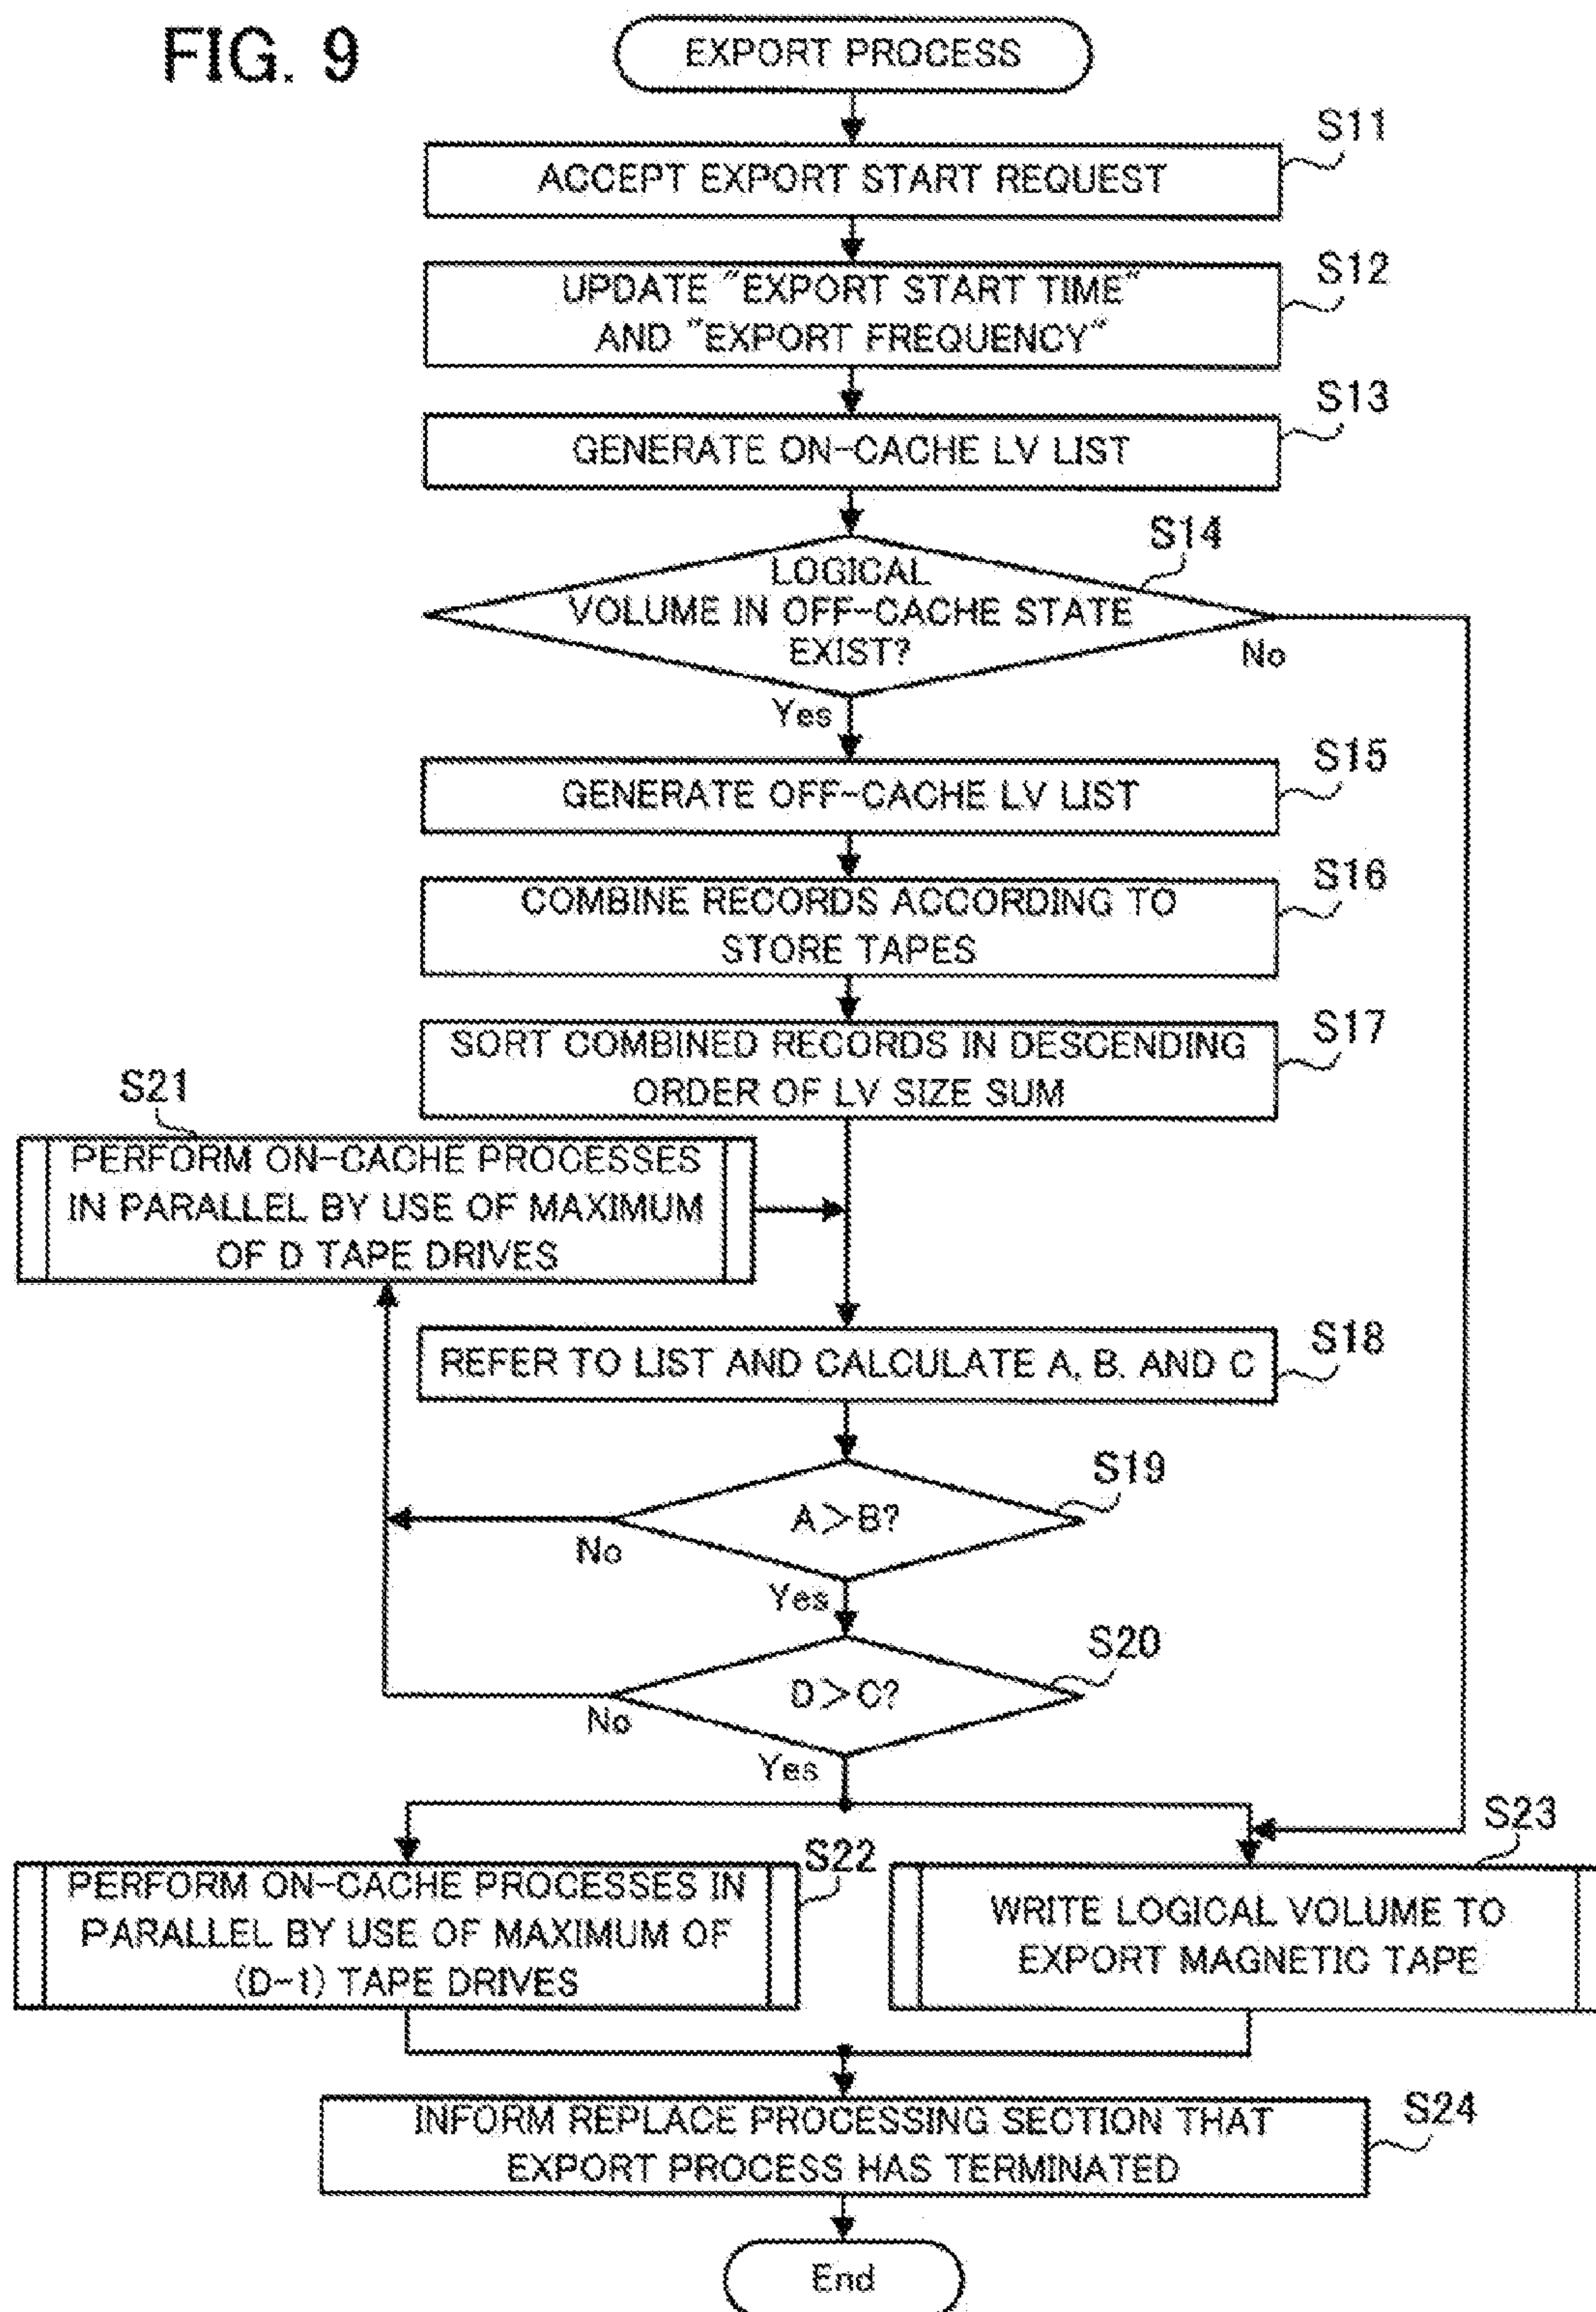 FIG. 9
EXPORT PROCESS
S11
ACCEPT EXPORT START REQUEST
S12
UPDATE "EXPORT START TIME"
AND "EXPORT FREQUENCY"
S13
GENERATE ON-CACHE LV LIST
S14
LOGICAL
VOLUME IN OFF-CACHE STATE
EXIST?
No
Yes
S15
GENERATE OFF-CACHE LV LIST
S16
COMBINE RECORDS ACCORDING TO
STORE TAPES
S17
SORT COMBINED RECORDS IN DESCENDING
ORDER OF LV SIZE SUM
S21
PERFORM ON-CACHE PROCESSES
IN PARALLEL BY USE OF MAXIMUM
OF D TAPE DRIVES
S18
REFER TO LIST AND CALCULATE A, B, AND C
S19
A>B?
No
Yes
S20
D>C?
No
Yes
S22
PERFORM ON-CACHE PROCESSES IN
PARALLEL BY USE OF MAXIMUM OF
(D-1) TAPE DRIVES
S23
WRITE LOGICAL VOLUME TO
EXPORT MAGNETIC TAPE
S24
INFORM REPLACE PROCESSING SECTION THAT
EXPORT PROCESS HAS TERMINATED
End